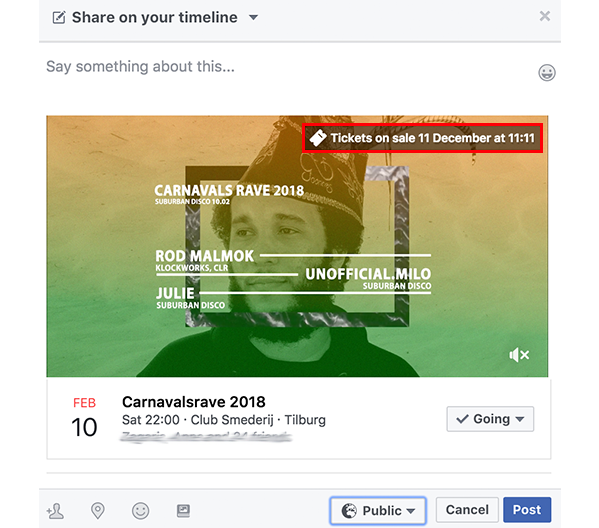 Share on your timeline
Say something about this...
Tickets on sale 11 December at 11:11
CARNAVALS RAVE 2018
SUBURBAN DISCO 10.02
ROD MALMOK
KLOCKWORKS, CLR
UNOFFICIAL.MILO
SUBURBAN DISCO
JULIE
SUBURBAN DISCO
FEB
10
Carnavalsrave 2018
Sat 22:00 · Club Smederij · Tilburg
Going
Public
Cancel
Post